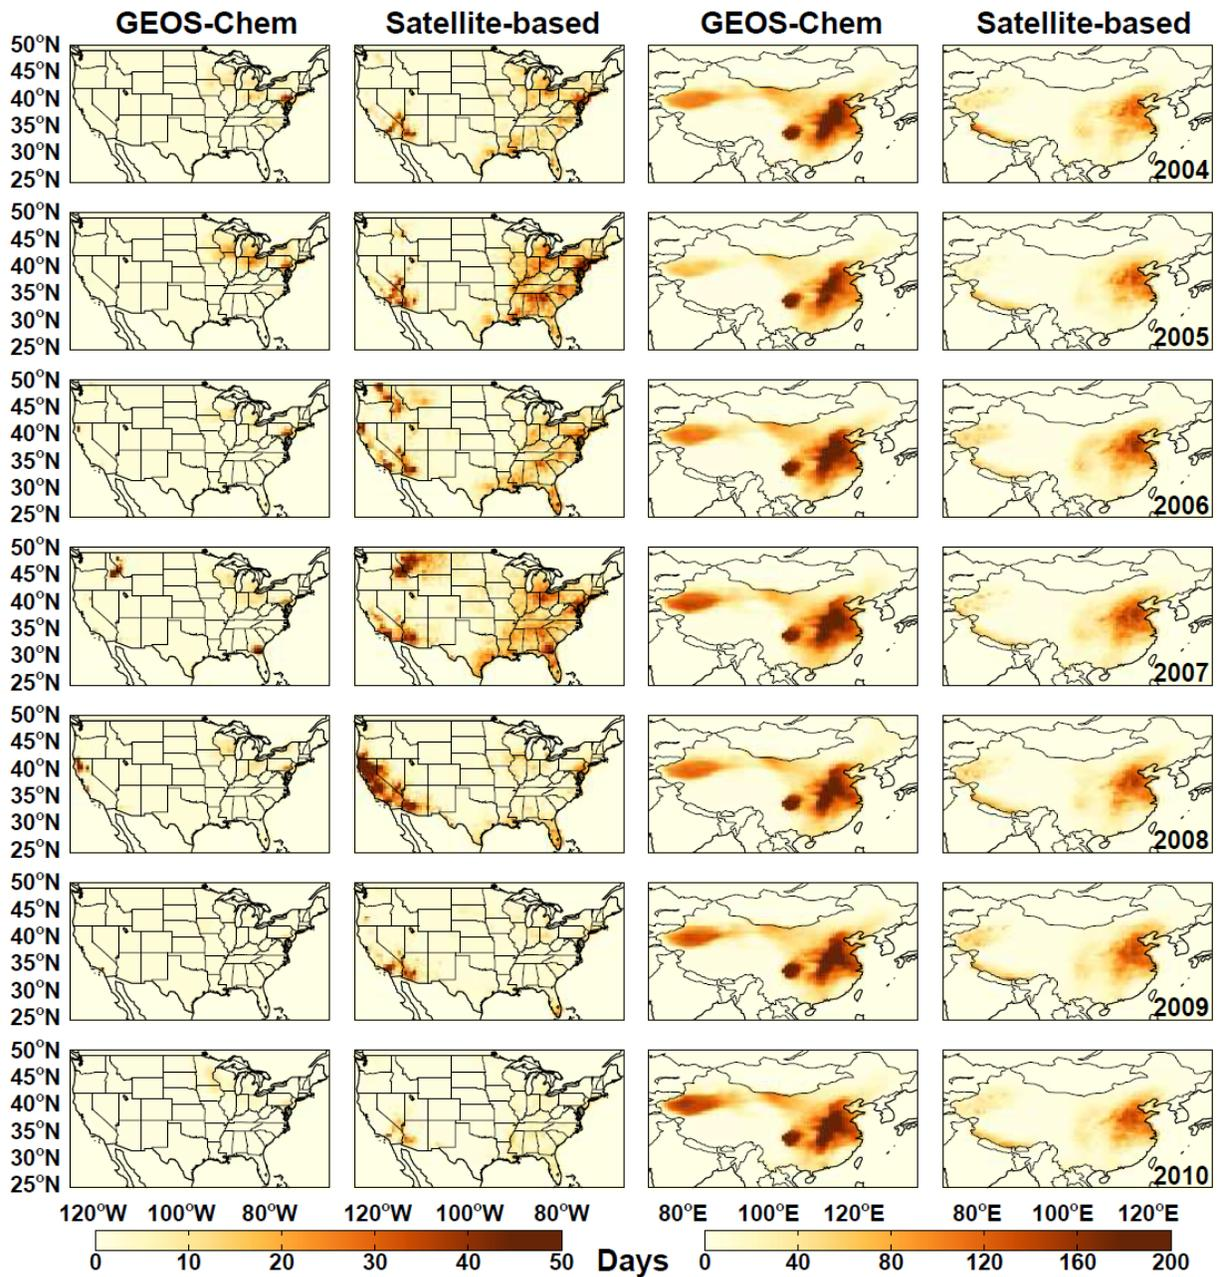 GEOS-Chem Satellite-based GEOS-Chem Satellite-based
50°N
45°N
40°N
35°N
30°N
25°N
2004
50°N
45°N
40°N
35°N
30°N
25°N
2005
50°N
45°N
40°N
35°N
30°N
25°N
2006
50°N
45°N
40°N
35°N
30°N
25°N
2007
50°N
45°N
40°N
35°N
30°N
25°N
2008
50°N
45°N
40°N
35°N
30°N
25°N
2009
50°N
45°N
40°N
35°N
30°N
25°N
2010
120°W 100°W 80°W 120°W 100°W 80°W 80°E 100°E 120°E 80°E 100°E 120°E
0 10 20 30 40 50 Days 0 40 80 120 160 200